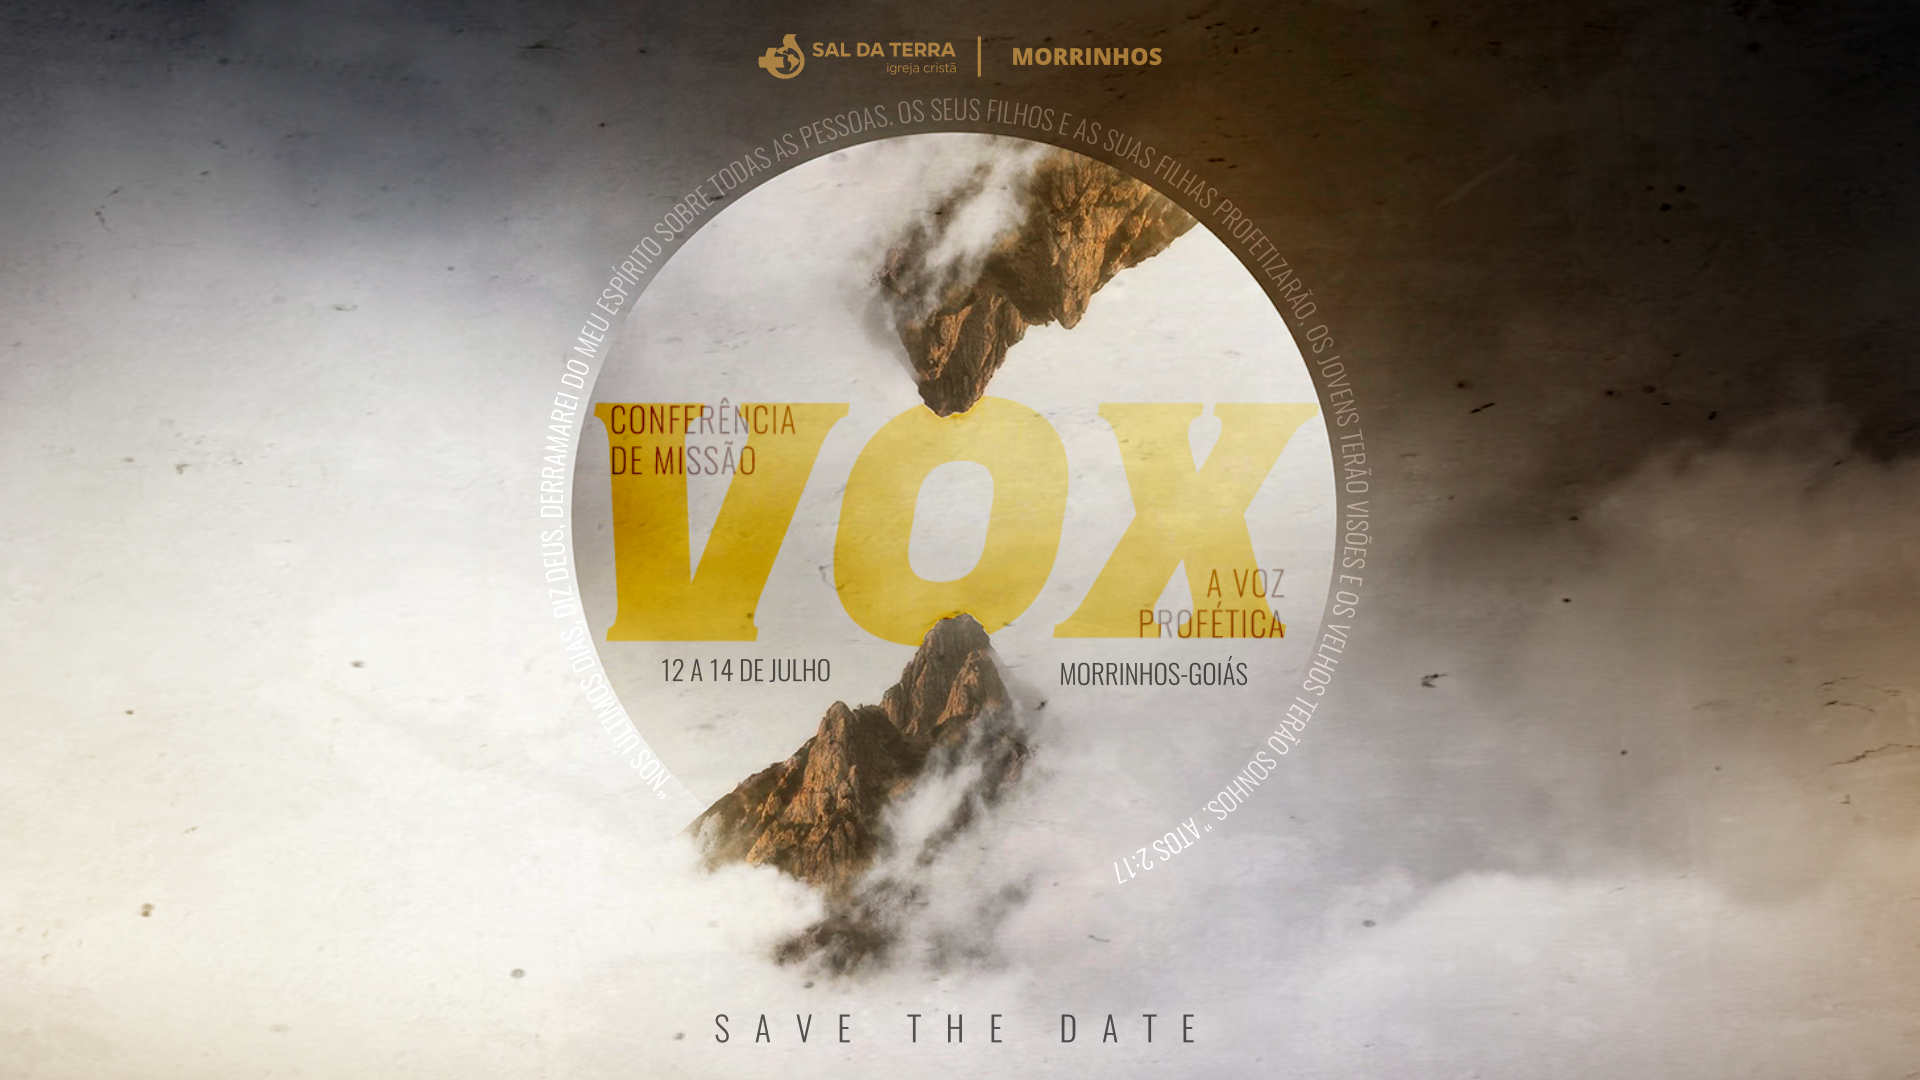 SAL DA TERRA
igreja cristã
MORRINHOS
"NOS ÚLTIMOS DIAS, DIZ DEUS, DERRAMAREI DO MEU ESPÍRITO SOBRE TODAS AS PESSOAS. OS SEUS FILHOS E AS SUAS FILHAS PROFETIZARÃO, OS JOVENS TERÃO VISÕES E OS VELHOS TERÃO SONHOS." ATOS 2:17
CONFERÊNCIA
DE MISSÃO
VOX
A VOZ
PROFÉTICA
12 A 14 DE JULHO
MORRINHOS-GOIÁS
SAVE THE DATE